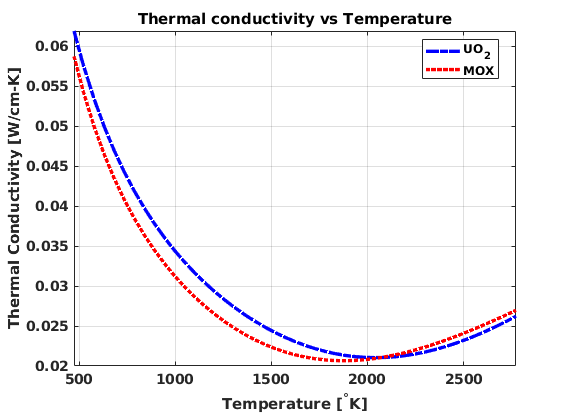 Thermal conductivity vs Temperature
UO2
MOX
Thermal Conductivity [W/cm-K]
0.06
0.055
0.05
0.045
0.04
0.035
0.03
0.025
0.02
500 1000 1500 2000 2500
Temperature [°K]